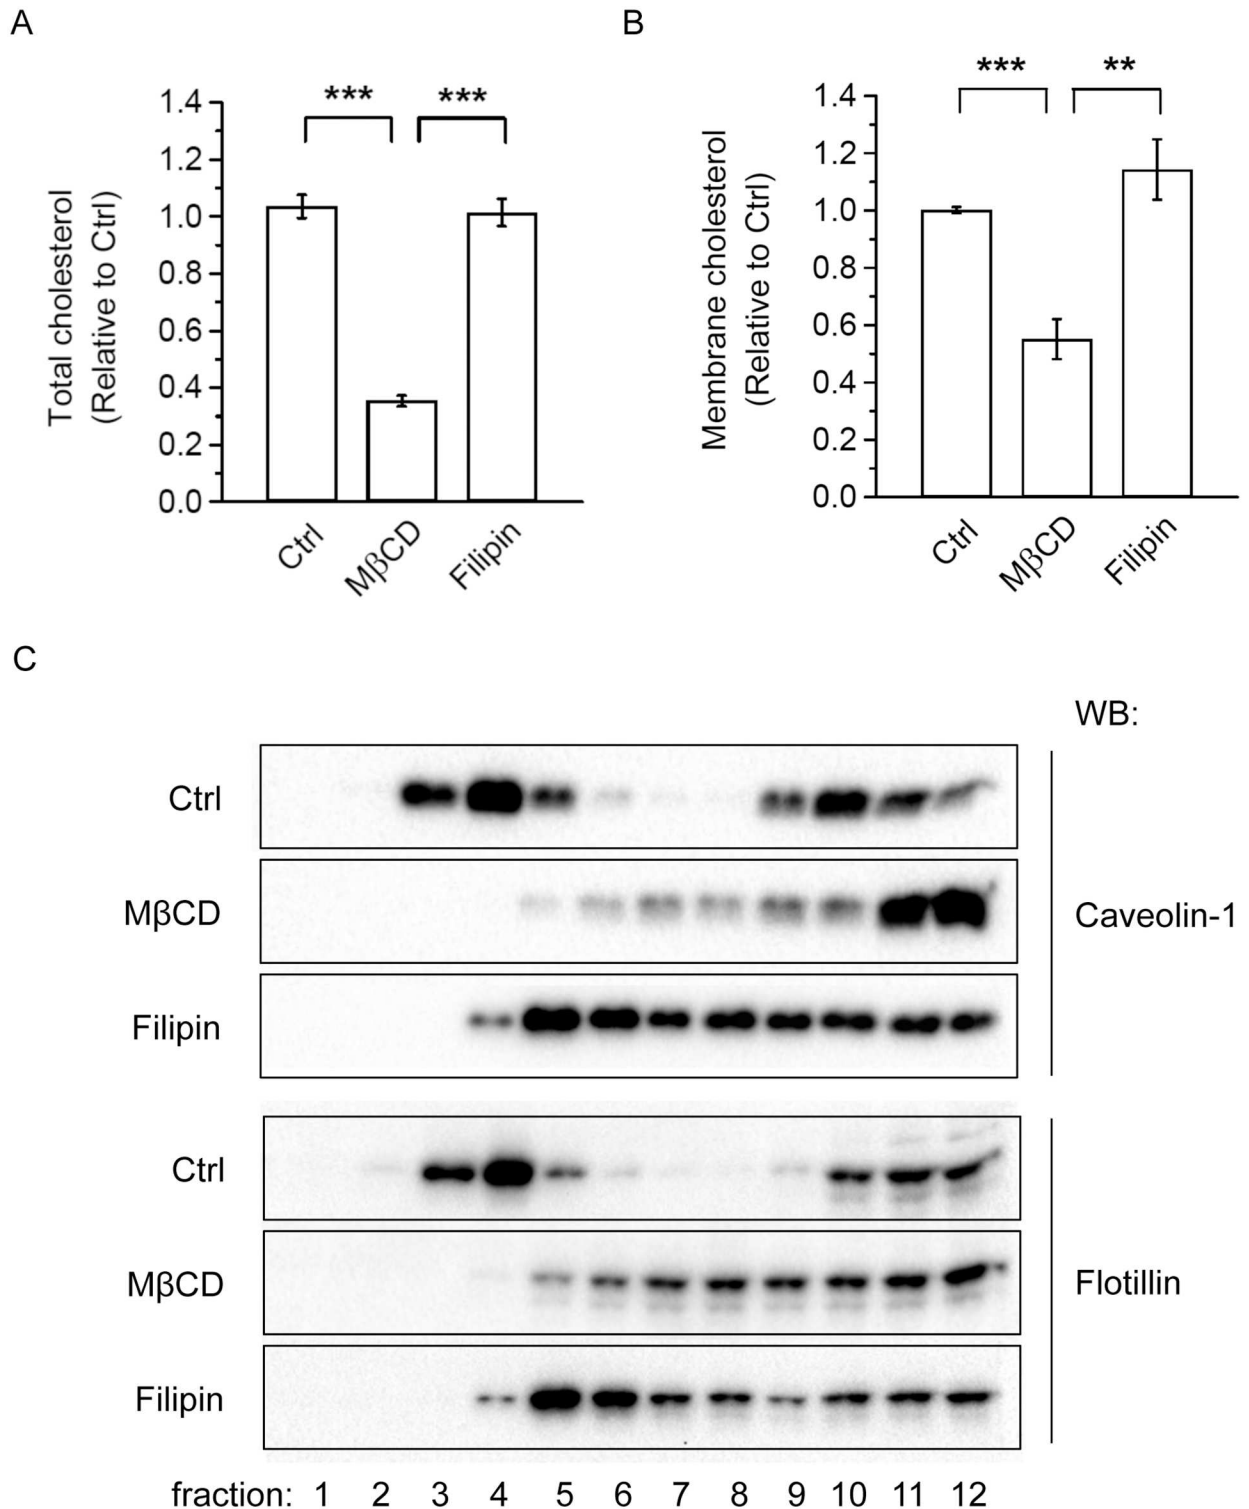 A
B
***
***
***
**
1.4
1.2
1.0
0.8
0.6
0.4
0.2
0.0
Total cholesterol
(Relative to Ctrl)
Ctrl
MβCD
Filipin
1.4
1.2
1.0
0.8
0.6
0.4
0.2
0.0
Membrane cholesterol
(Relative to Ctrl)
Ctrl
MβCD
Filipin
C
WB:
Ctrl
MβCD
Filipin
Caveolin-1
Ctrl
MβCD
Filipin
Flotillin
fraction: 1 2 3 4 5 6 7 8 9 10 11 12